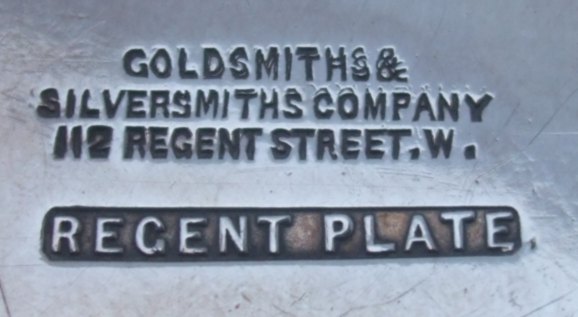 GOLDSMITHS &
SILVERSMITHS COMPANY
112 REGENT STREET. W.
REGENT PLATE